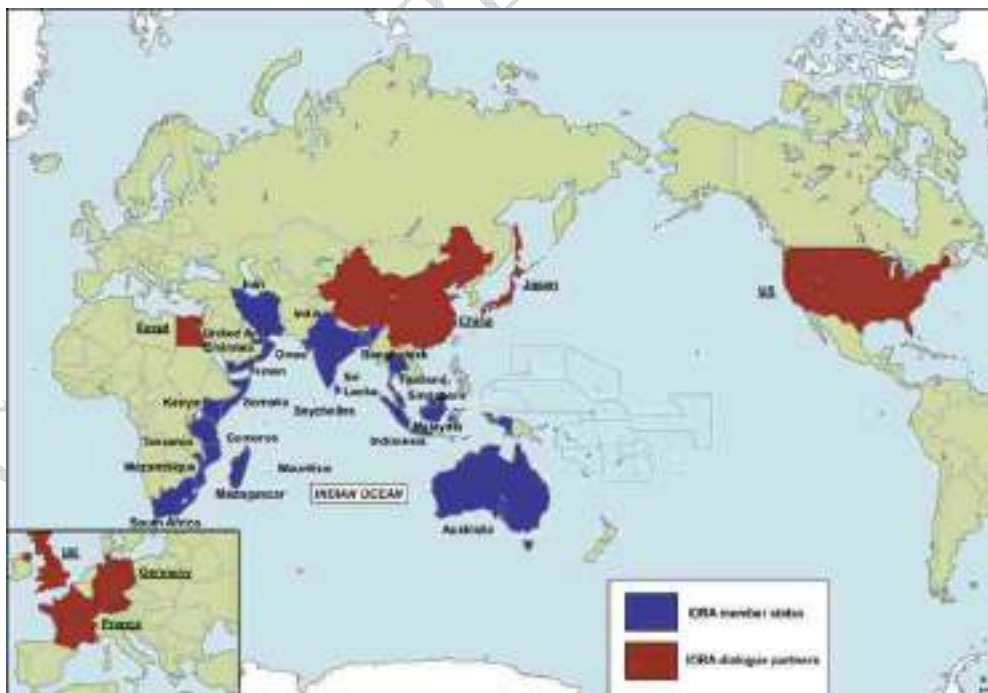 Iran
Japan
US
China
Egypt
India
United A
Emirates
Oman
Bangladesh
Yemen
Sri
Lanka
Thailand
Singapore
Kenya
Somalia
Seychelles
Malaysia
Indonesia
Tanzania
Comoros
Mozambique
Mauritius
Madagascar
INDIAN OCEAN
Australia
South Africa
UK
Germany
France
IORA member status
IORA dialogue partners